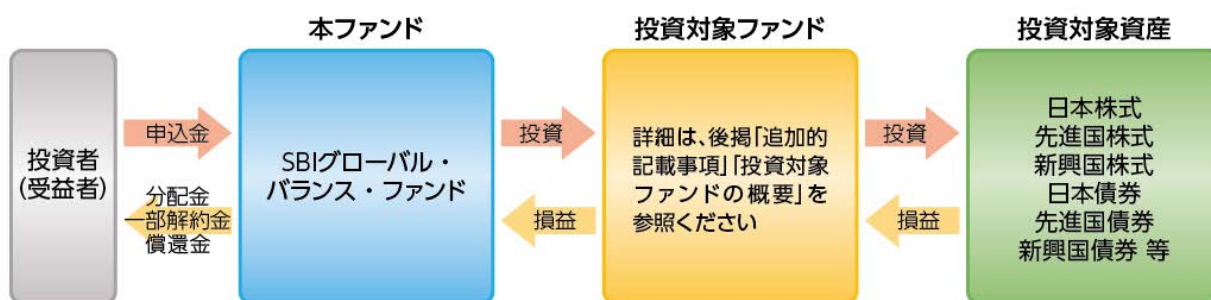 本ファンド
投資対象ファンド
投資対象資産
投資者
(受益者)
申込金
分配金
一部解約金
償還金
SBIグローバル・
バランス・ファンド
投資
損益
詳細は、後掲「追加的
記載事項」「投資対象
ファンドの概要」を
参照ください
投資
損益
日本株式
先進国株式
新興国株式
日本債券
先進国債券
新興国債券 等